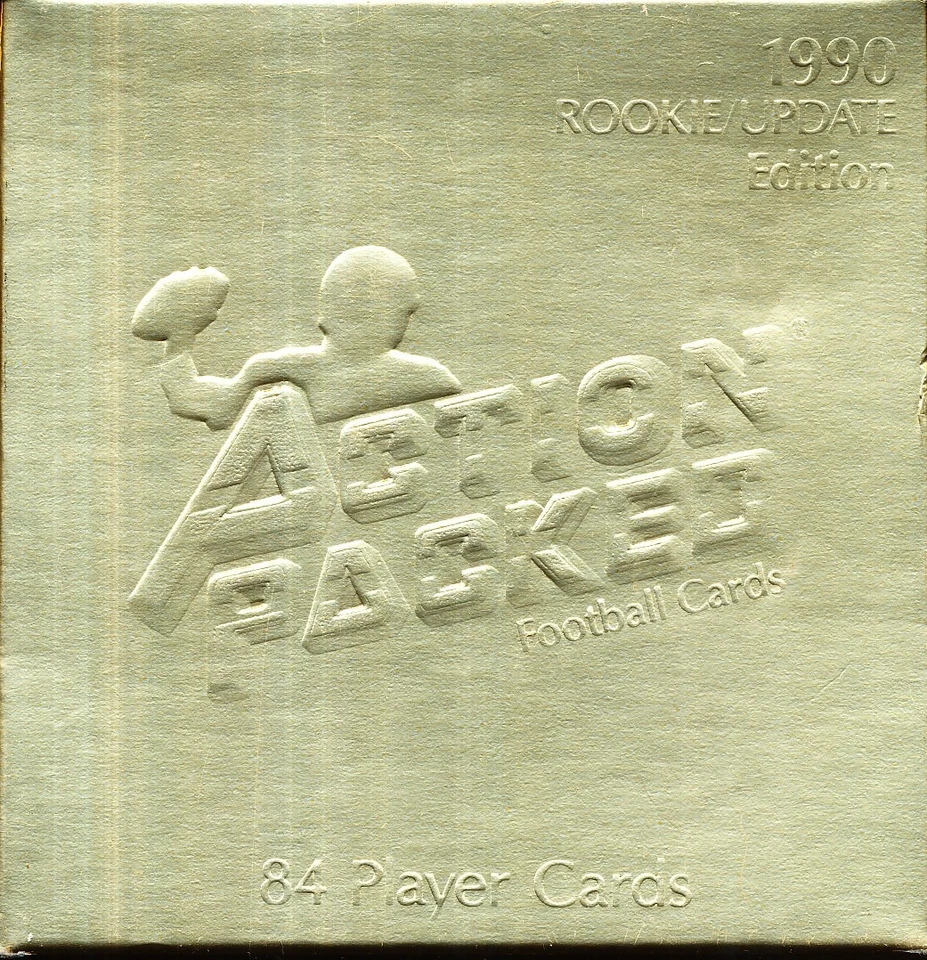 1990
ROOKIE/UPDATE
Edition
ACTION®
PACKED
Football Cards
84 Player Cards